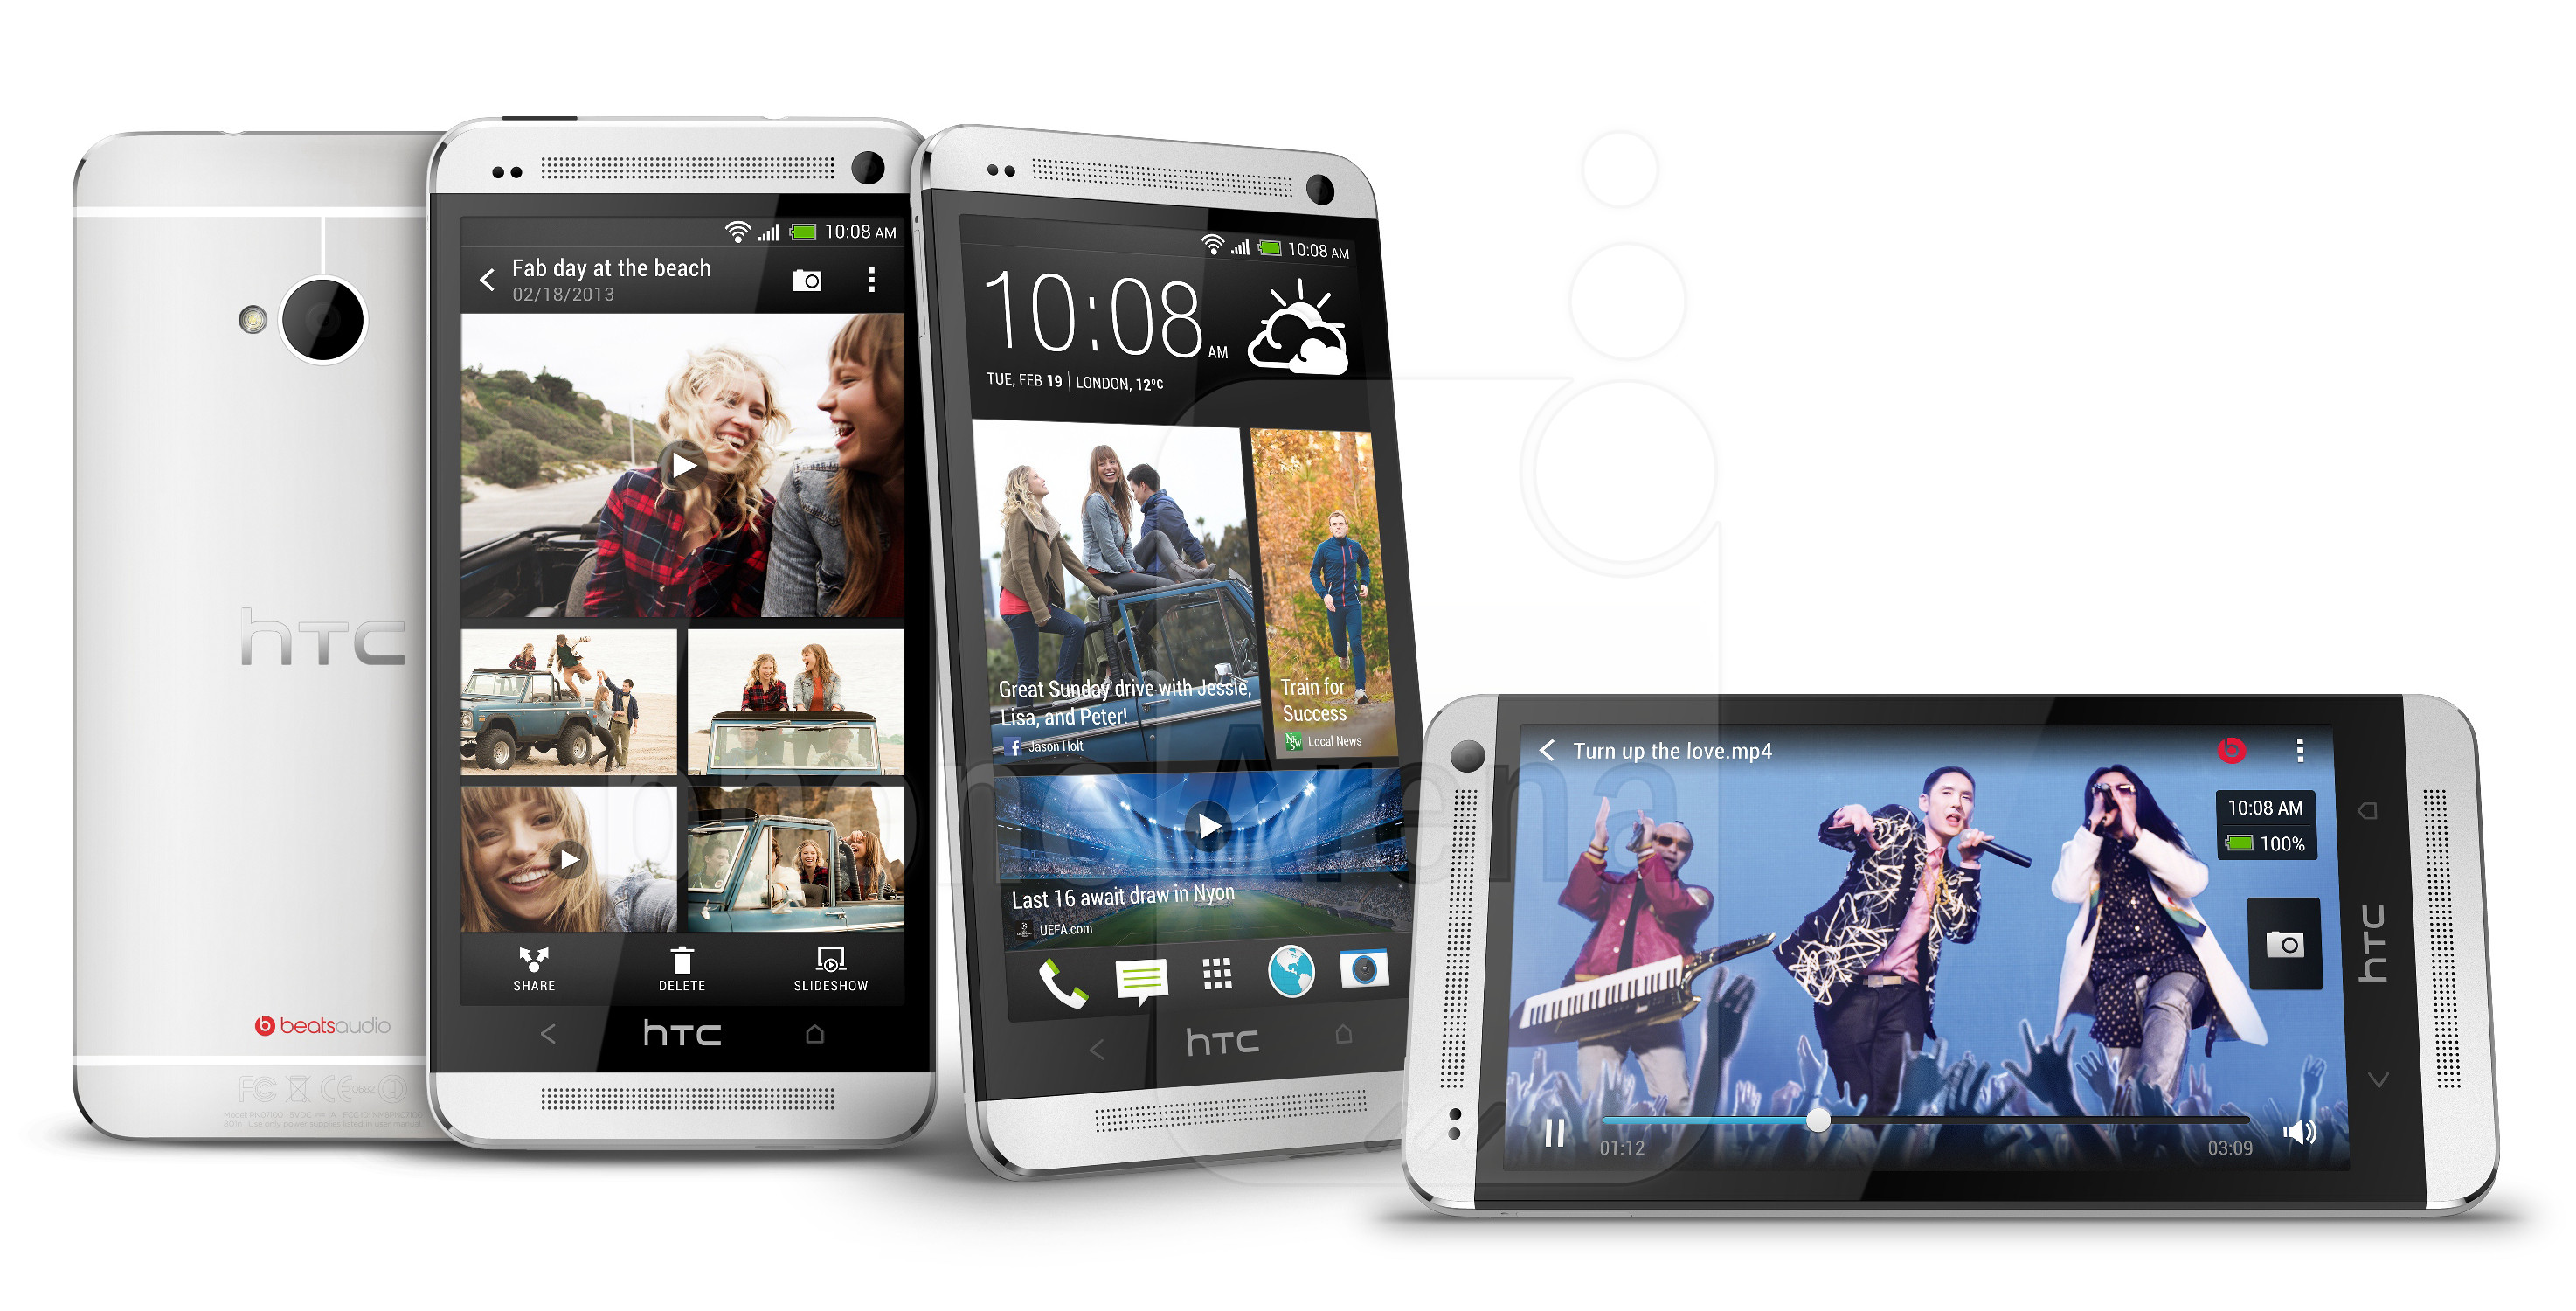 hTC
beatsaudio
FC CE0682
10:08 AM
Fab day at the beach
02/18/2013
SHARE
DELETE
SLIDESHOW
hTC
10:08 AM
10:08 AM
TUE, FEB 19 | LONDON, 12°C
Great Sunday drive with Jessie,
Lisa, and Peter!
f Jason Holt
Train for
Success
Local News
Last 16 await draw in Nyon
UEFA.com
hTC
phoneArena
Turn up the love.mp4
10:08 AM
100%
01:12
03:09
hTC